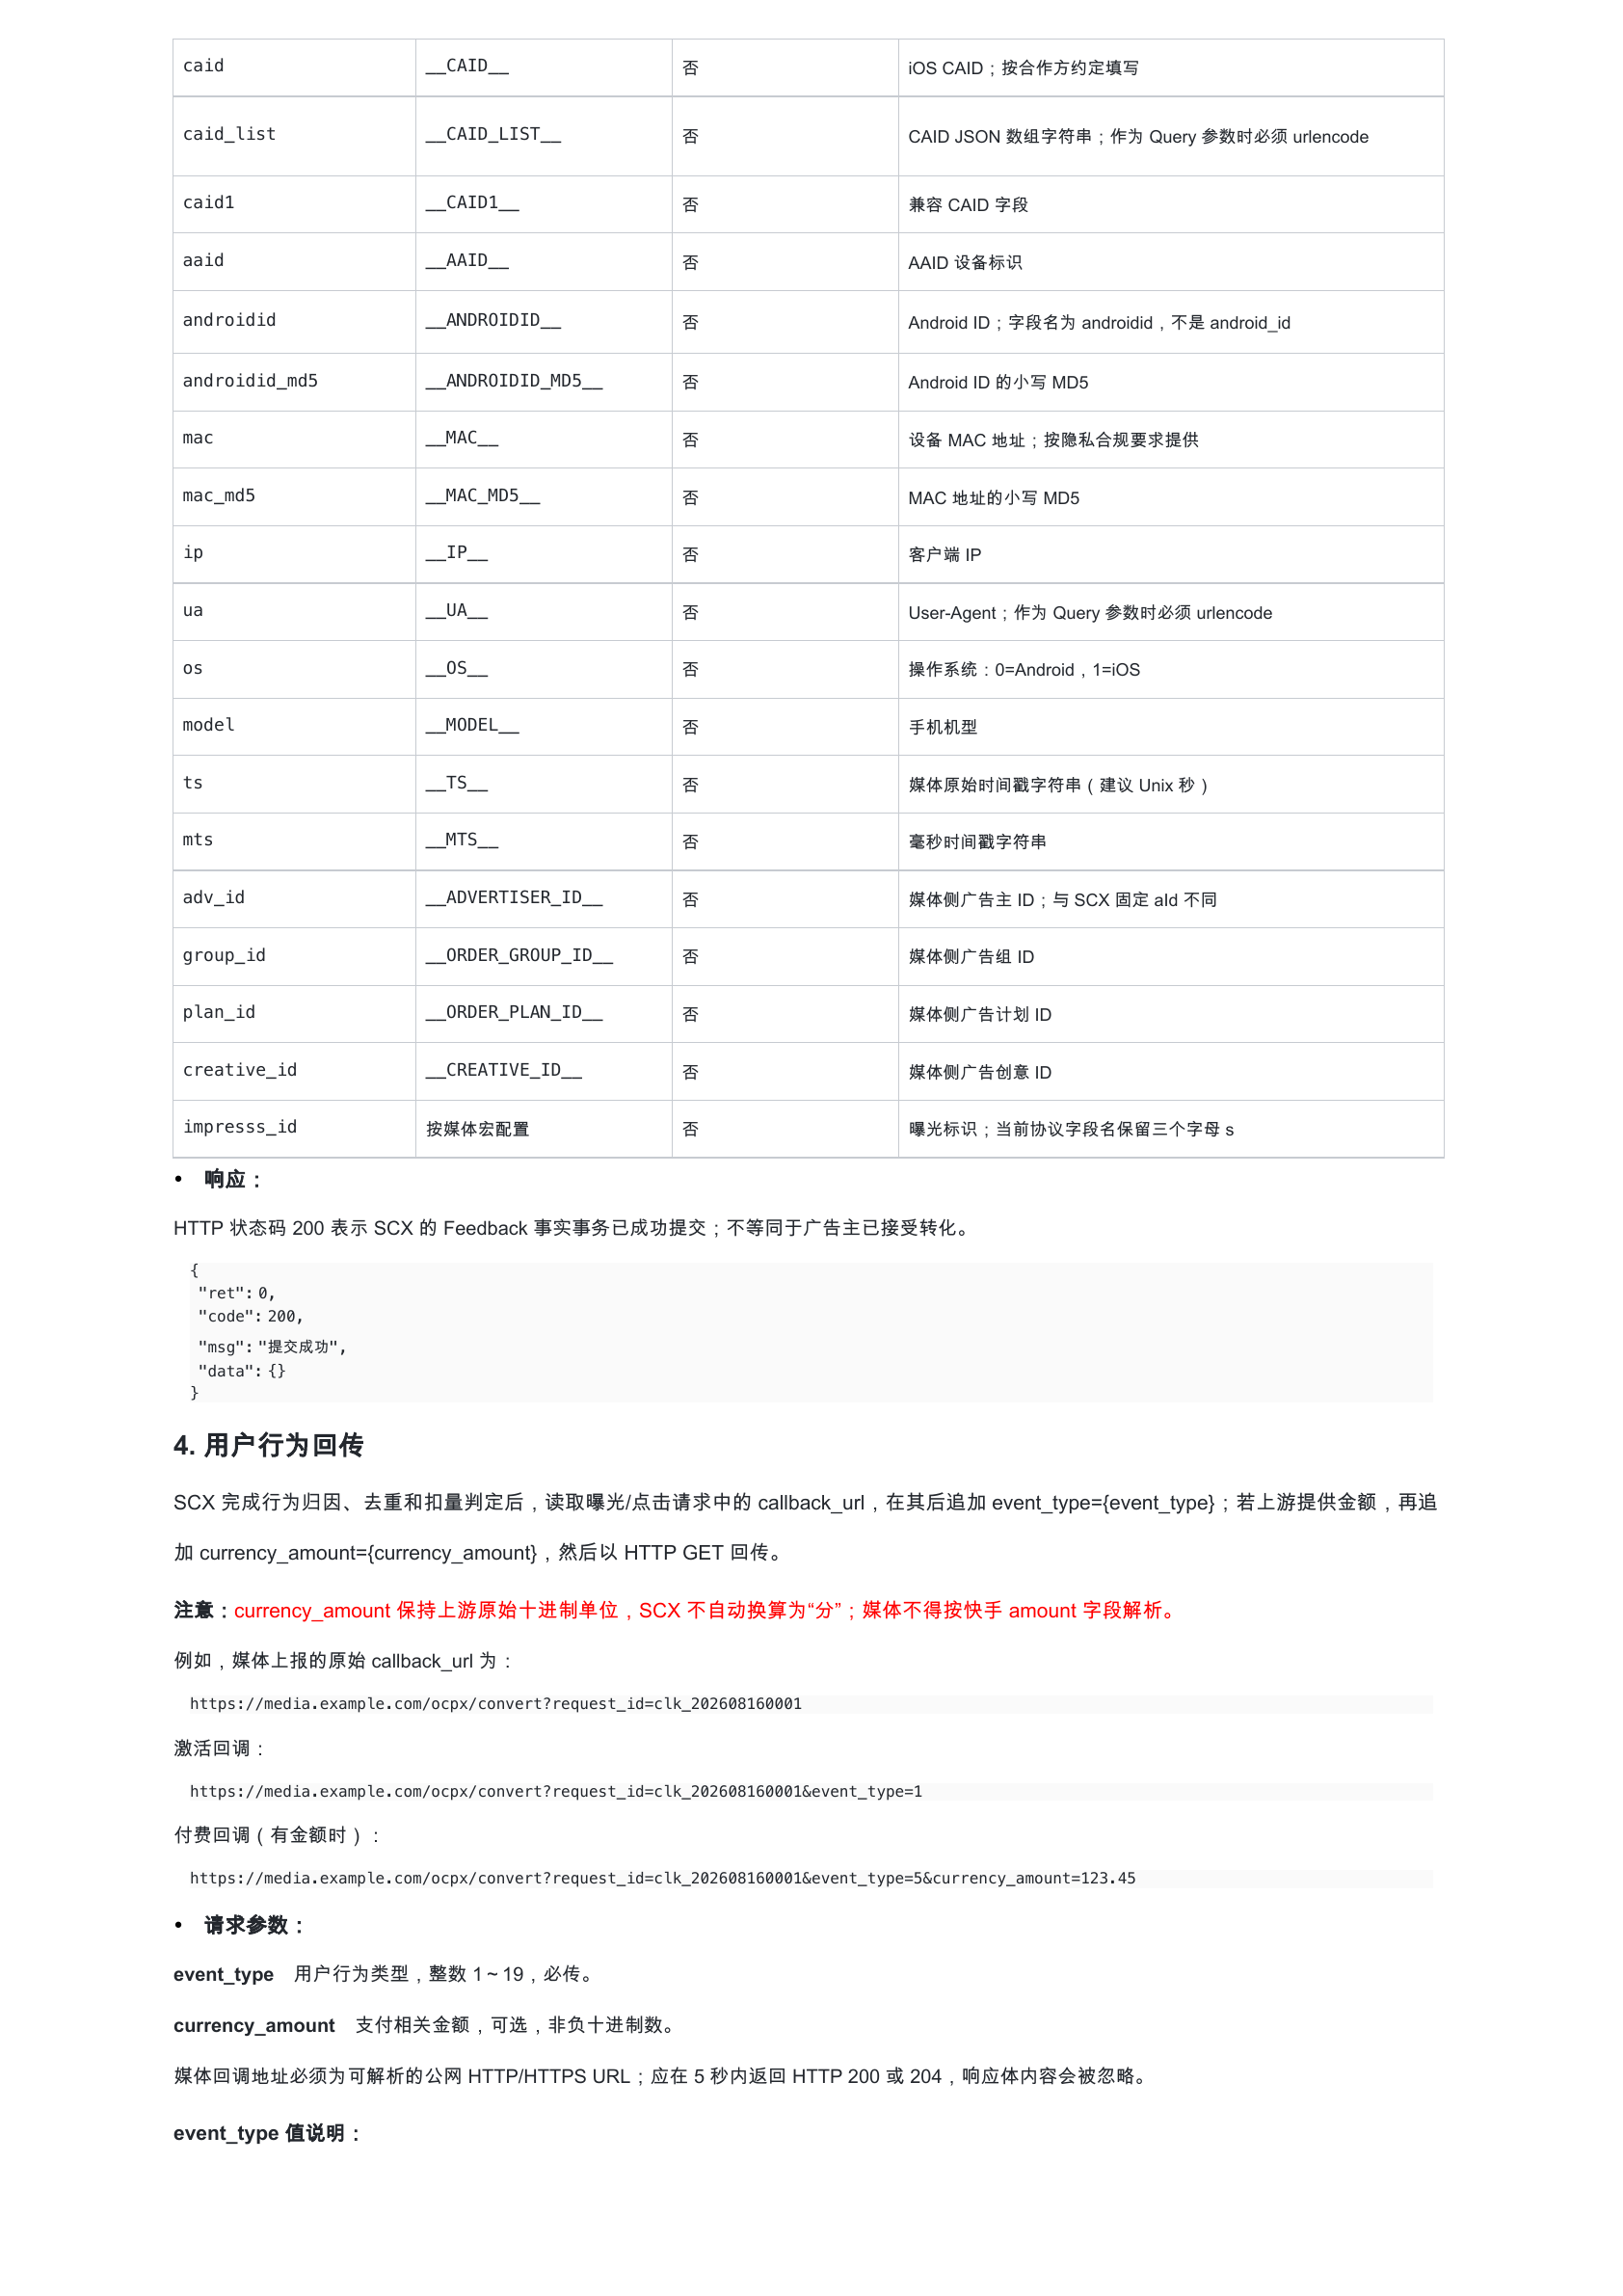 caid __CAID__ 否 iOS CAID；按合作方约定填写
caid_list __CAID_LIST__ 否 CAID JSON 数组字符串；作为 Query 参数时必须 urlencode
caid1 __CAID1__ 否 兼容 CAID 字段
aaid __AAID__ 否 AAID 设备标识
androidid __ANDROIDID__ 否 Android ID；字段名为 androidid，不是 android_id
androidid_md5 __ANDROIDID_MD5__ 否 Android ID 的小写 MD5
mac __MAC__ 否 设备 MAC 地址；按隐私合规要求提供
mac_md5 __MAC_MD5__ 否 MAC 地址的小写 MD5
ip __IP__ 否 客户端 IP
ua __UA__ 否 User-Agent；作为 Query 参数时必须 urlencode
os __OS__ 否 操作系统：0=Android，1=iOS
model __MODEL__ 否 手机机型
ts __TS__ 否 媒体原始时间戳字符串（建议 Unix 秒）
mts __MTS__ 否 毫秒时间戳字符串
adv_id __ADVERTISER_ID__ 否 媒体侧广告主 ID；与 SCX 固定 aId 不同
group_id __ORDER_GROUP_ID__ 否 媒体侧广告组 ID
plan_id __ORDER_PLAN_ID__ 否 媒体侧广告计划 ID
creative_id __CREATIVE_ID__ 否 媒体侧广告创意 ID
impresss_id 按媒体宏配置 否 曝光标识；当前协议字段名保留三个字母 s
• 响应：
HTTP 状态码 200 表示 SCX 的 Feedback 事实事务已成功提交；不等同于广告主已接受转化。
{
"ret": 0,
"code": 200,
"msg": "提交成功",
"data": {}
}
4. 用户行为回传
SCX 完成行为归因、去重和扣量判定后，读取曝光/点击请求中的 callback_url，在其后追加 event_type={event_type}；若上游提供金额，再追
加 currency_amount={currency_amount}，然后以 HTTP GET 回传。
注意：currency_amount 保持上游原始十进制单位，SCX 不自动换算为“分”；媒体不得按快手 amount 字段解析。
例如，媒体上报的原始 callback_url 为：
https://media.example.com/ocpx/convert?request_id=clk_202608160001
激活回调：
https://media.example.com/ocpx/convert?request_id=clk_202608160001&event_type=1
付费回调（有金额时）：
https://media.example.com/ocpx/convert?request_id=clk_202608160001&event_type=5&currency_amount=123.45
• 请求参数：
event_type 用户行为类型，整数 1～19，必传。
currency_amount 支付相关金额，可选，非负十进制数。
媒体回调地址必须为可解析的公网 HTTP/HTTPS URL；应在 5 秒内返回 HTTP 200 或 204，响应体内容会被忽略。
event_type 值说明：